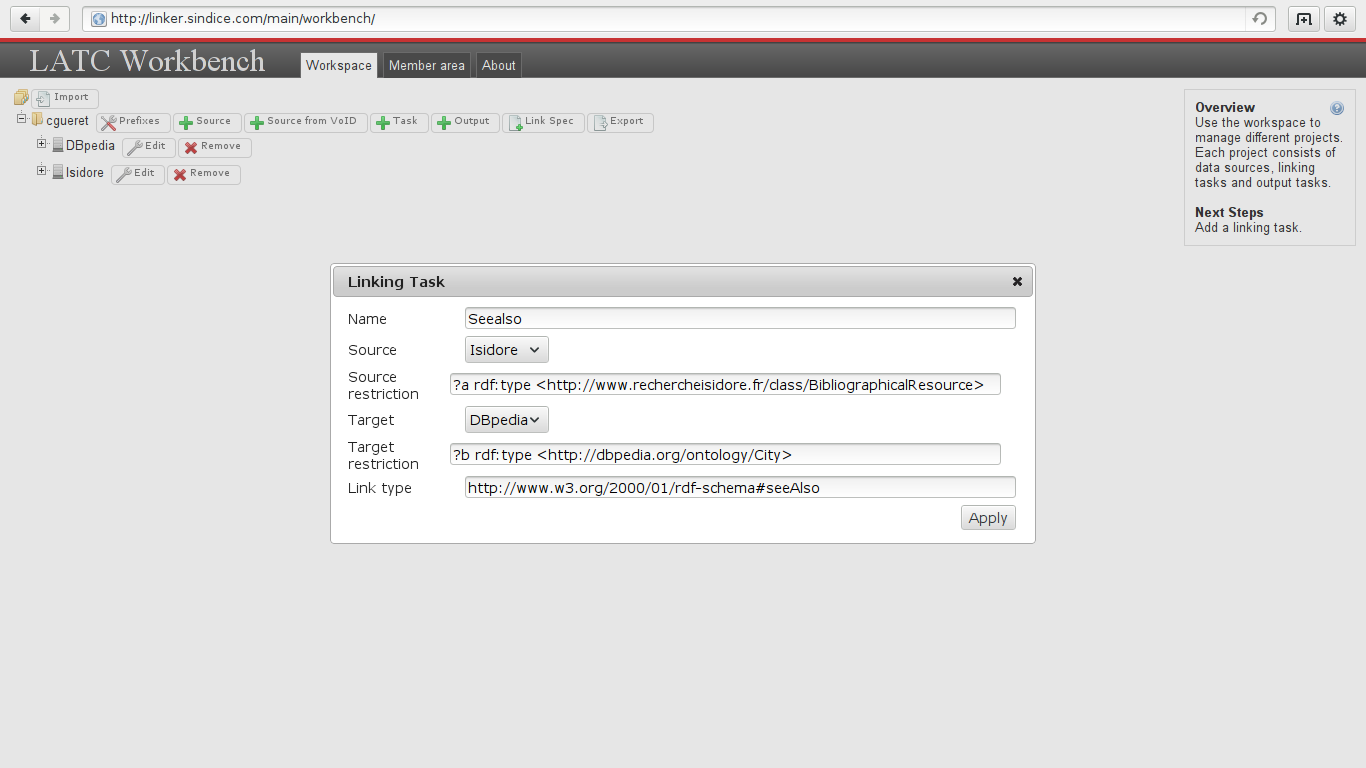 http://linker.sindice.com/main/workbench/
LATC Workbench
Workspace
Member area
About
Import
cgueret
Prefixes
Source
Source from VoID
Task
Output
Link Spec
Export
DBpedia
Edit
Remove
Isidore
Edit
Remove
Overview
Use the workspace to
manage different projects.
Each project consists of
data sources, linking
tasks and output tasks.
Next Steps
Add a linking task.
Linking Task
Name
Seealso
Source
Isidore
Source
restriction
?a rdf:type <http://www.rechercheisidore.fr/class/BibliographicalResource>
Target
DBpedia
Target
restriction
?b rdf:type <http://dbpedia.org/ontology/City>
Link type
http://www.w3.org/2000/01/rdf-schema#seeAlso
Apply